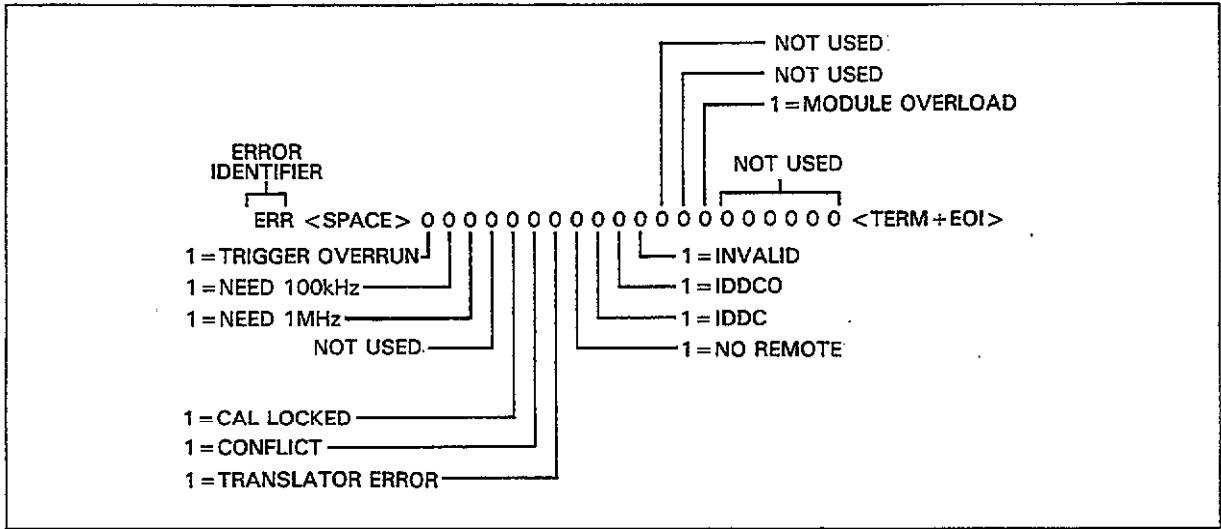 NOT USED
NOT USED
1=MODULE OVERLOAD
ERROR
IDENTIFIER
NOT USED
ERR <SPACE> 0 0 0 0 0 0 0 0 0 0 0 0 0 0 0 0 0 0 0 0 <TERM+EOI>
1=TRIGGER OVERRUN
1=INVALID
1=NEED 100kHz
1=IDDCO
1=NEED 1MHz
1=IDDC
NOT USED
1=NO REMOTE
1=CAL LOCKED
1=CONFLICT
1=TRANSLATOR ERROR